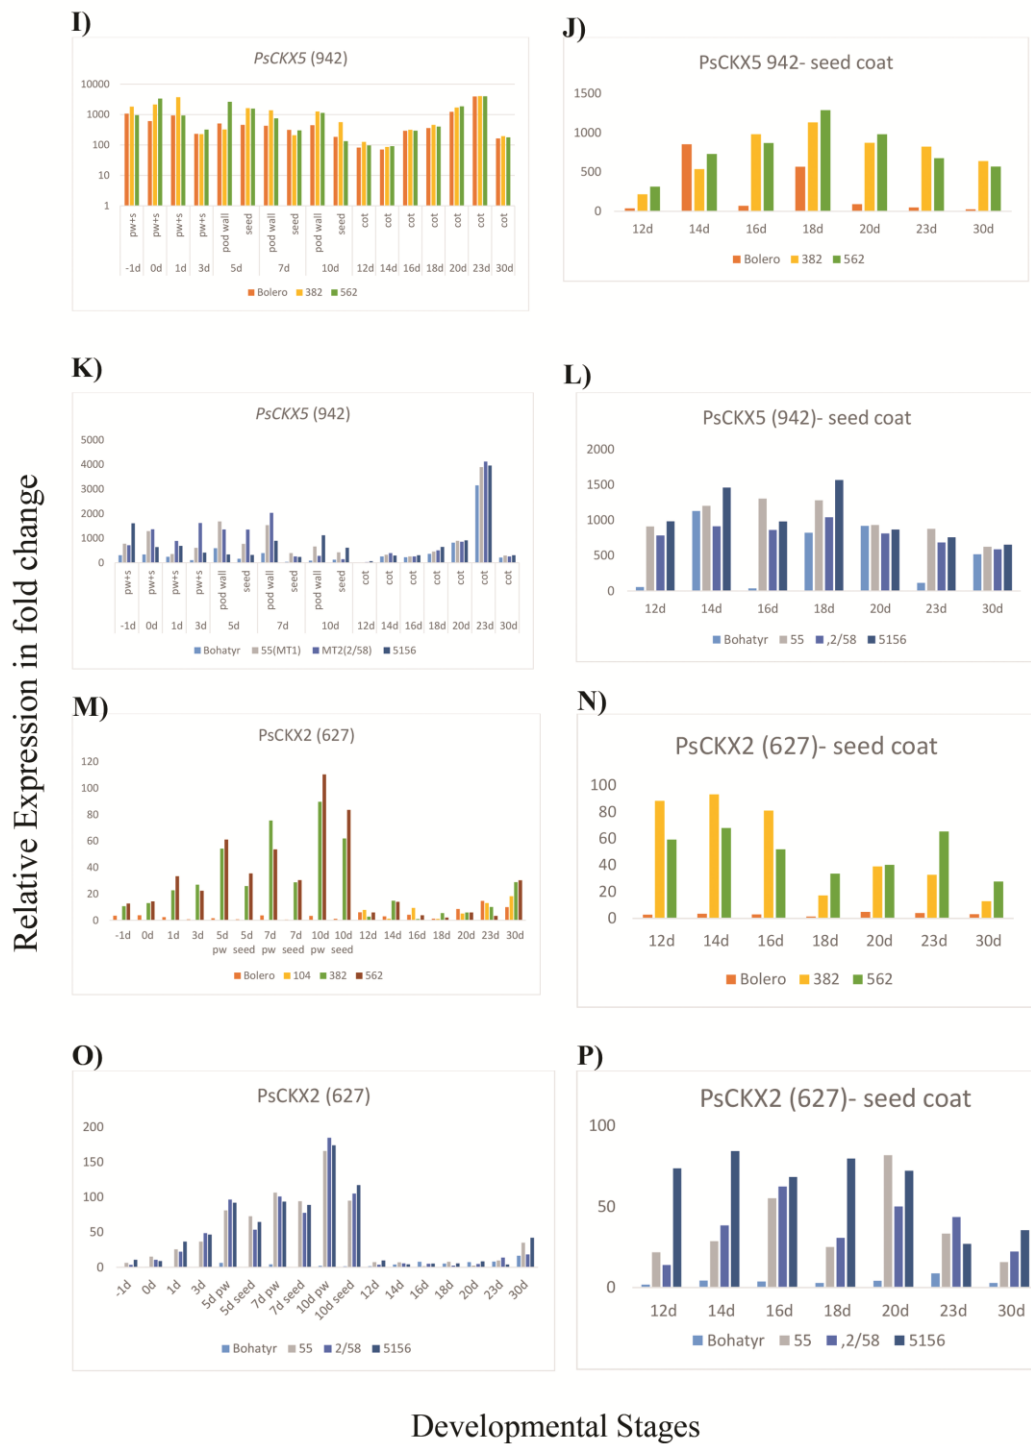 I)
PsCKX5 (942)
10000
1000
100
10
1
pw+s pw+s pw+s pw+s pod wall seed pod wall seed pod wall seed cot cot cot cot cot cot cot
-1d 0d 1d 3d 5d 7d 10d 12d 14d 16d 18d 20d 23d 30d
Bolero 382 562
J)
PsCKX5 942- seed coat
1500
1000
500
0
12d 14d 16d 18d 20d 23d 30d
Bolero 382 562
K)
PsCKX5 (942)
5000
4000
3000
2000
1000
0
pw+s pw+s pw+s pw+s pod wall seed pod wall seed pod wall seed cot cot cot cot cot cot cot
-1d 0d 1d 3d 5d 7d 10d 12d 14d 16d 18d 20d 23d 30d
Bohatyr 55(MT1) MT2(2/58) 5156
L)
PsCKX5 (942)- seed coat
2000
1500
1000
500
0
12d 14d 16d 18d 20d 23d 30d
Bohatyr 55 ,2/58 5156
M)
PsCKX2 (627)
120
100
80
60
40
20
0
-1d 0d 1d 3d 5d 5d 7d 7d 10d 10d 12d 14d 16d 18d 20d 23d 30d
pw seed pw seed pw seed
Bolero 104 382 562
N)
PsCKX2 (627)- seed coat
100
80
60
40
20
0
12d 14d 16d 18d 20d 23d 30d
Bolero 382 562
O)
PsCKX2 (627)
200
150
100
50
0
-1d 0d 1d 3d 5d pw 5d seed 7d pw 7d seed 10d pw 10d seed 12d 14d 16d 18d 20d 23d 30d
Bohatyr 55 2/58 5156
P)
PsCKX2 (627)- seed coat
100
50
0
12d 14d 16d 18d 20d 23d 30d
Bohatyr 55 ,2/58 5156
Relative Expression in fold change
Developmental Stages